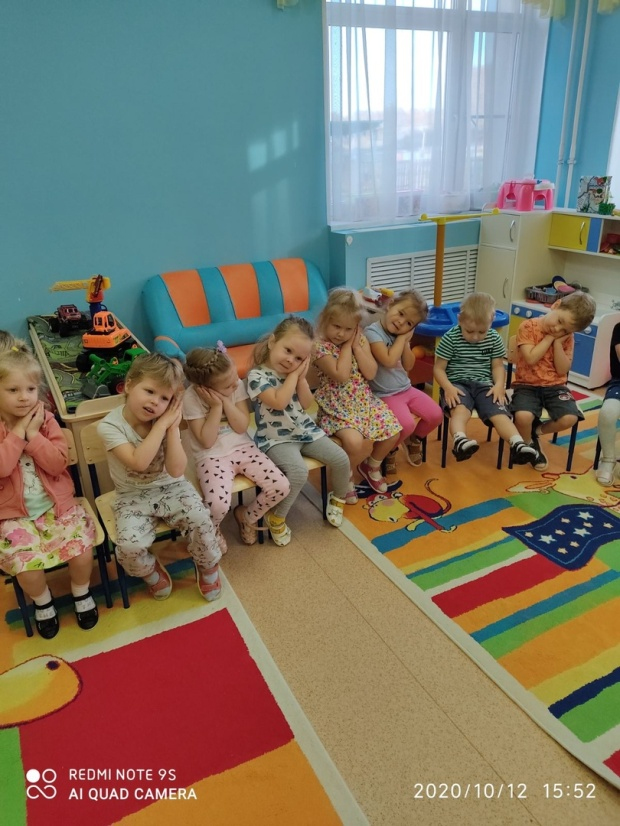 REDMI NOTE 9S
AI QUAD CAMERA
2020/10/12 15:52